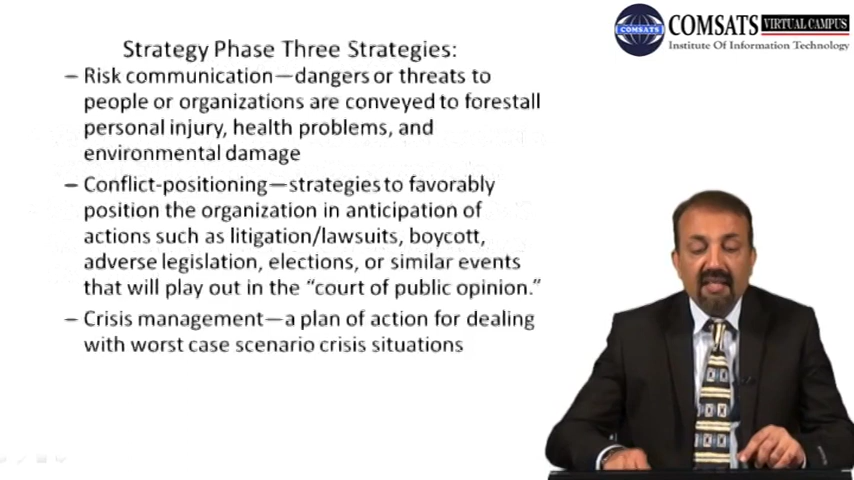 COMSATS VIRTUAL CAMPUS
Institute Of Information Technology
COMSATS
Strategy Phase Three Strategies:
– Risk communication—dangers or threats to
people or organizations are conveyed to forestall
personal injury, health problems, and
environmental damage
– Conflict-positioning—strategies to favorably
position the organization in anticipation of
actions such as litigation/lawsuits, boycott,
adverse legislation, elections, or similar events
that will play out in the “court of public opinion.”
– Crisis management—a plan of action for dealing
with worst case scenario crisis situations